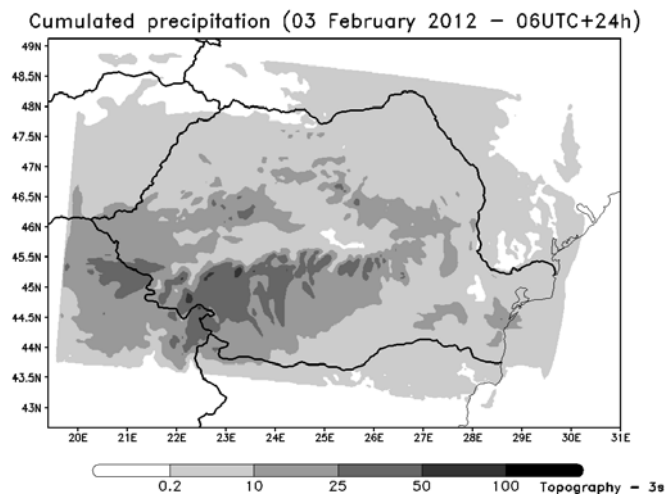 Cumulated precipitation (03 February 2012 – 06UTC+24h)
49N
48.5N
48N
47.5N
47N
46.5N
46N
45.5N
45N
44.5N
44N
43.5N
43N
20E 21E 22E 23E 24E 25E 26E 27E 28E 29E 30E 31E
0.2 10 25 50 100 Topography – 3s